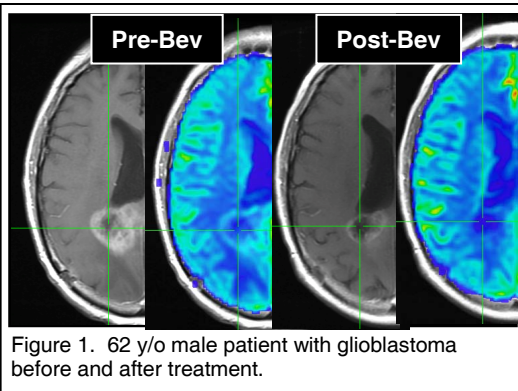 Pre-Bev
Post-Bev
Figure 1. 62 y/o male patient with glioblastoma
before and after treatment.